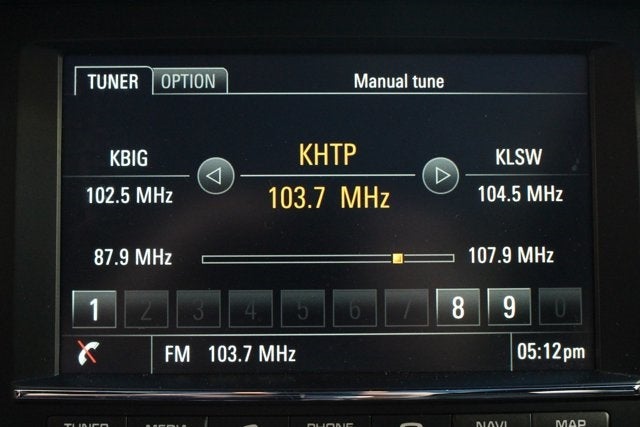 TUNER OPTION Manual tune
KBIG KHTP KLSW
102.5 MHz 103.7 MHz 104.5 MHz
87.9 MHz 107.9 MHz
1 2 3 4 5 6 7 8 9 0
FM 103.7 MHz 05:12pm
TUNER MEDIA PHONE NAVI MAP